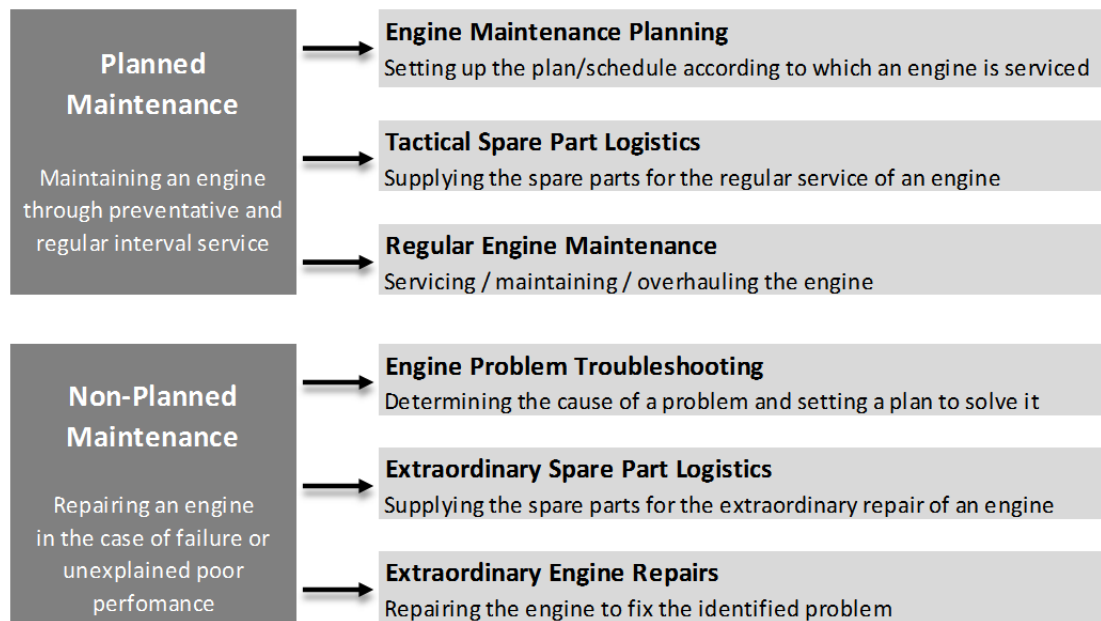 Planned
Maintenance
Maintaining an engine
through preventative and
regular interval service
Engine Maintenance Planning
Setting up the plan/schedule according to which an engine is serviced
Tactical Spare Part Logistics
Supplying the spare parts for the regular service of an engine
Regular Engine Maintenance
Servicing / maintaining / overhauling the engine
Non-Planned
Maintenance
Repairing an engine
in the case of failure or
unexplained poor
perfomance
Engine Problem Troubleshooting
Determining the cause of a problem and setting a plan to solve it
Extraordinary Spare Part Logistics
Supplying the spare parts for the extraordinary repair of an engine
Extraordinary Engine Repairs
Repairing the engine to fix the identified problem